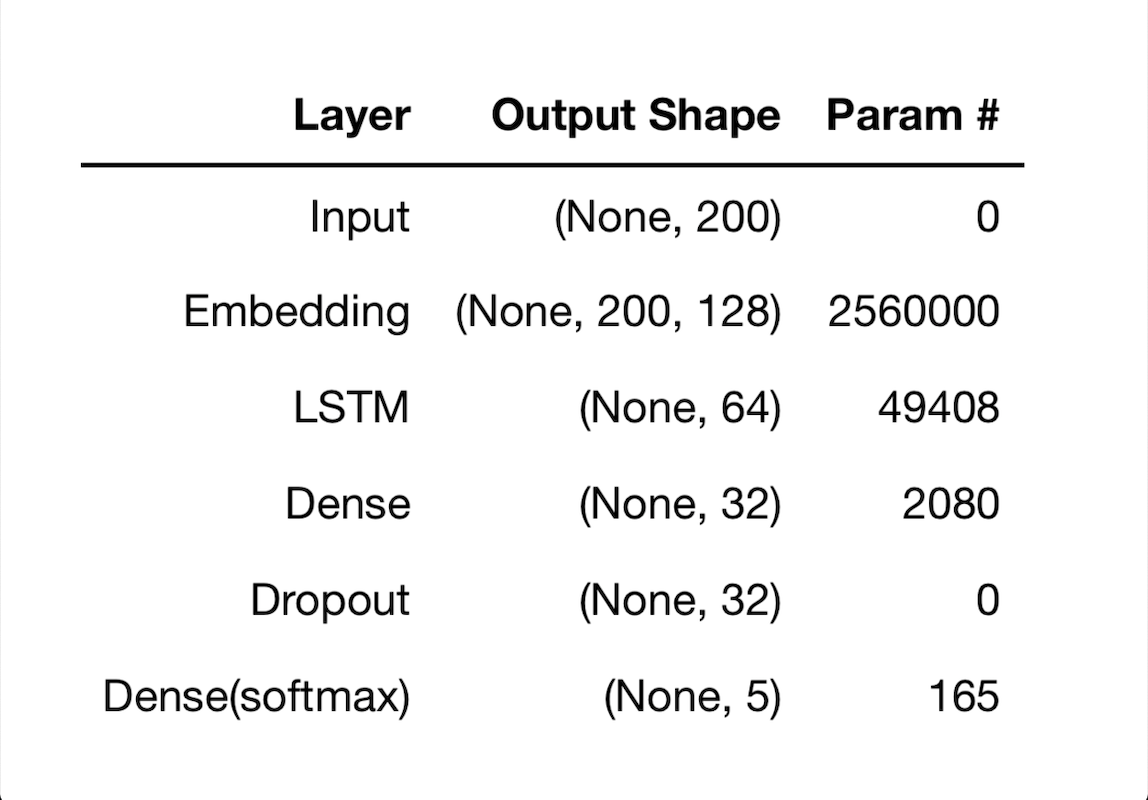 Layer Output Shape Param #
Input (None, 200) 0
Embedding (None, 200, 128) 2560000
LSTM (None, 64) 49408
Dense (None, 32) 2080
Dropout (None, 32) 0
Dense(softmax) (None, 5) 165